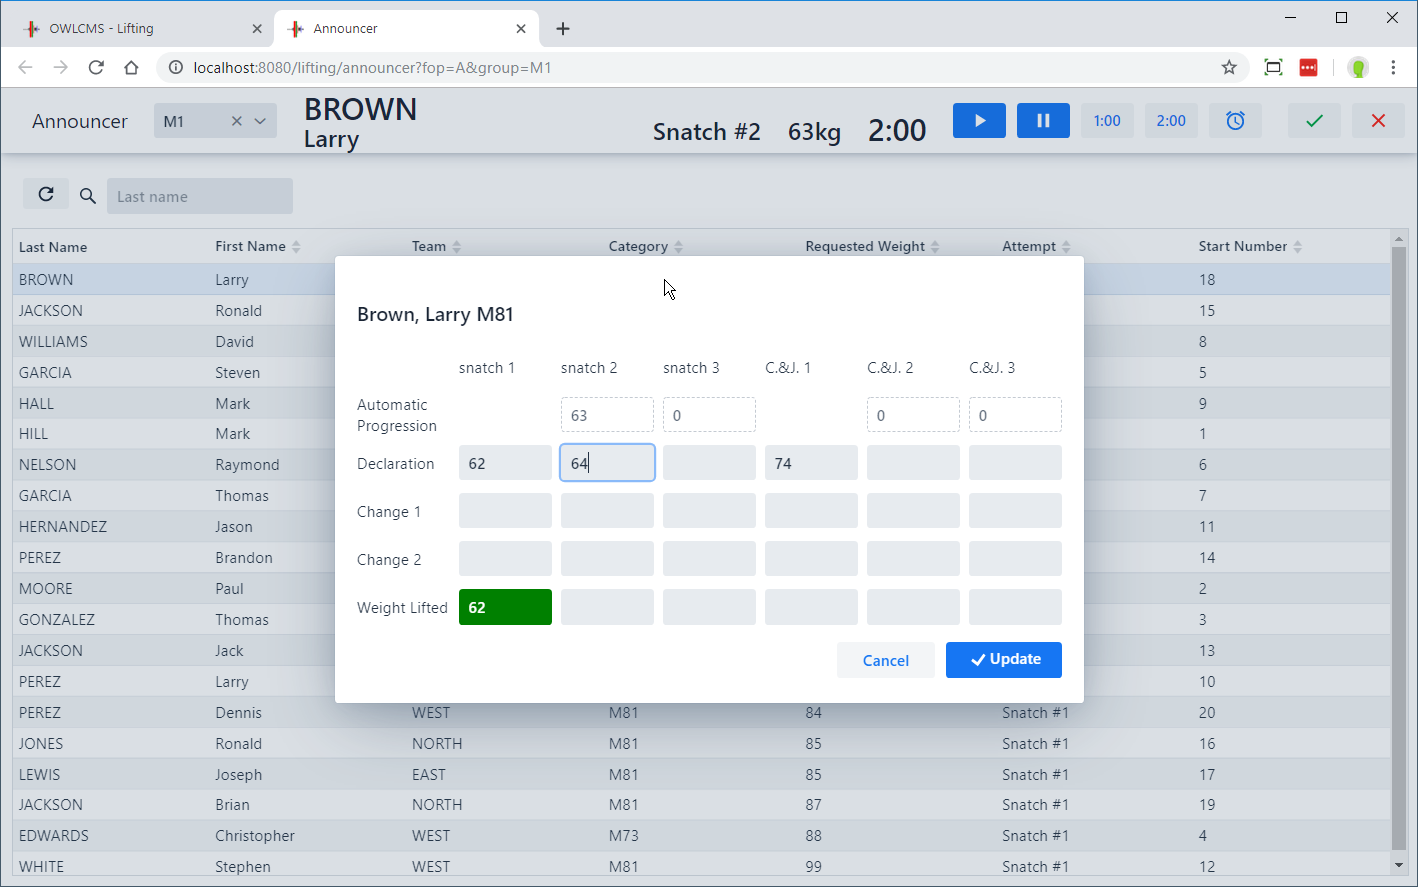 OWLCMS - Lifting
Announcer
localhost:8080/lifting/announcer?fop=A&group=M1
Announcer
M1
BROWN
Larry
Snatch #2
63kg
2:00
1:00
2:00
Last name
Last Name First Name Team Category Requested Weight Attempt Start Number
BROWN Larry 18
JACKSON Ronald 15
WILLIAMS David 8
GARCIA Steven 5
HALL Mark 9
HILL Mark 1
NELSON Raymond 6
GARCIA Thomas 7
HERNANDEZ Jason 11
PEREZ Brandon 14
MOORE Paul 2
GONZALEZ Thomas 3
JACKSON Jack 13
PEREZ Larry 10
PEREZ Dennis WEST M81 84 Snatch #1 20
JONES Ronald NORTH M81 85 Snatch #1 16
LEWIS Joseph EAST M81 85 Snatch #1 17
JACKSON Brian NORTH M81 87 Snatch #1 19
EDWARDS Christopher WEST M73 88 Snatch #1 4
WHITE Stephen WEST M81 99 Snatch #1 12
Brown, Larry M81
snatch 1 snatch 2 snatch 3 C.&J. 1 C.&J. 2 C.&J. 3
Automatic
Progression 63 0 0 0
Declaration 62 64 74
Change 1
Change 2
Weight Lifted 62
Cancel Update